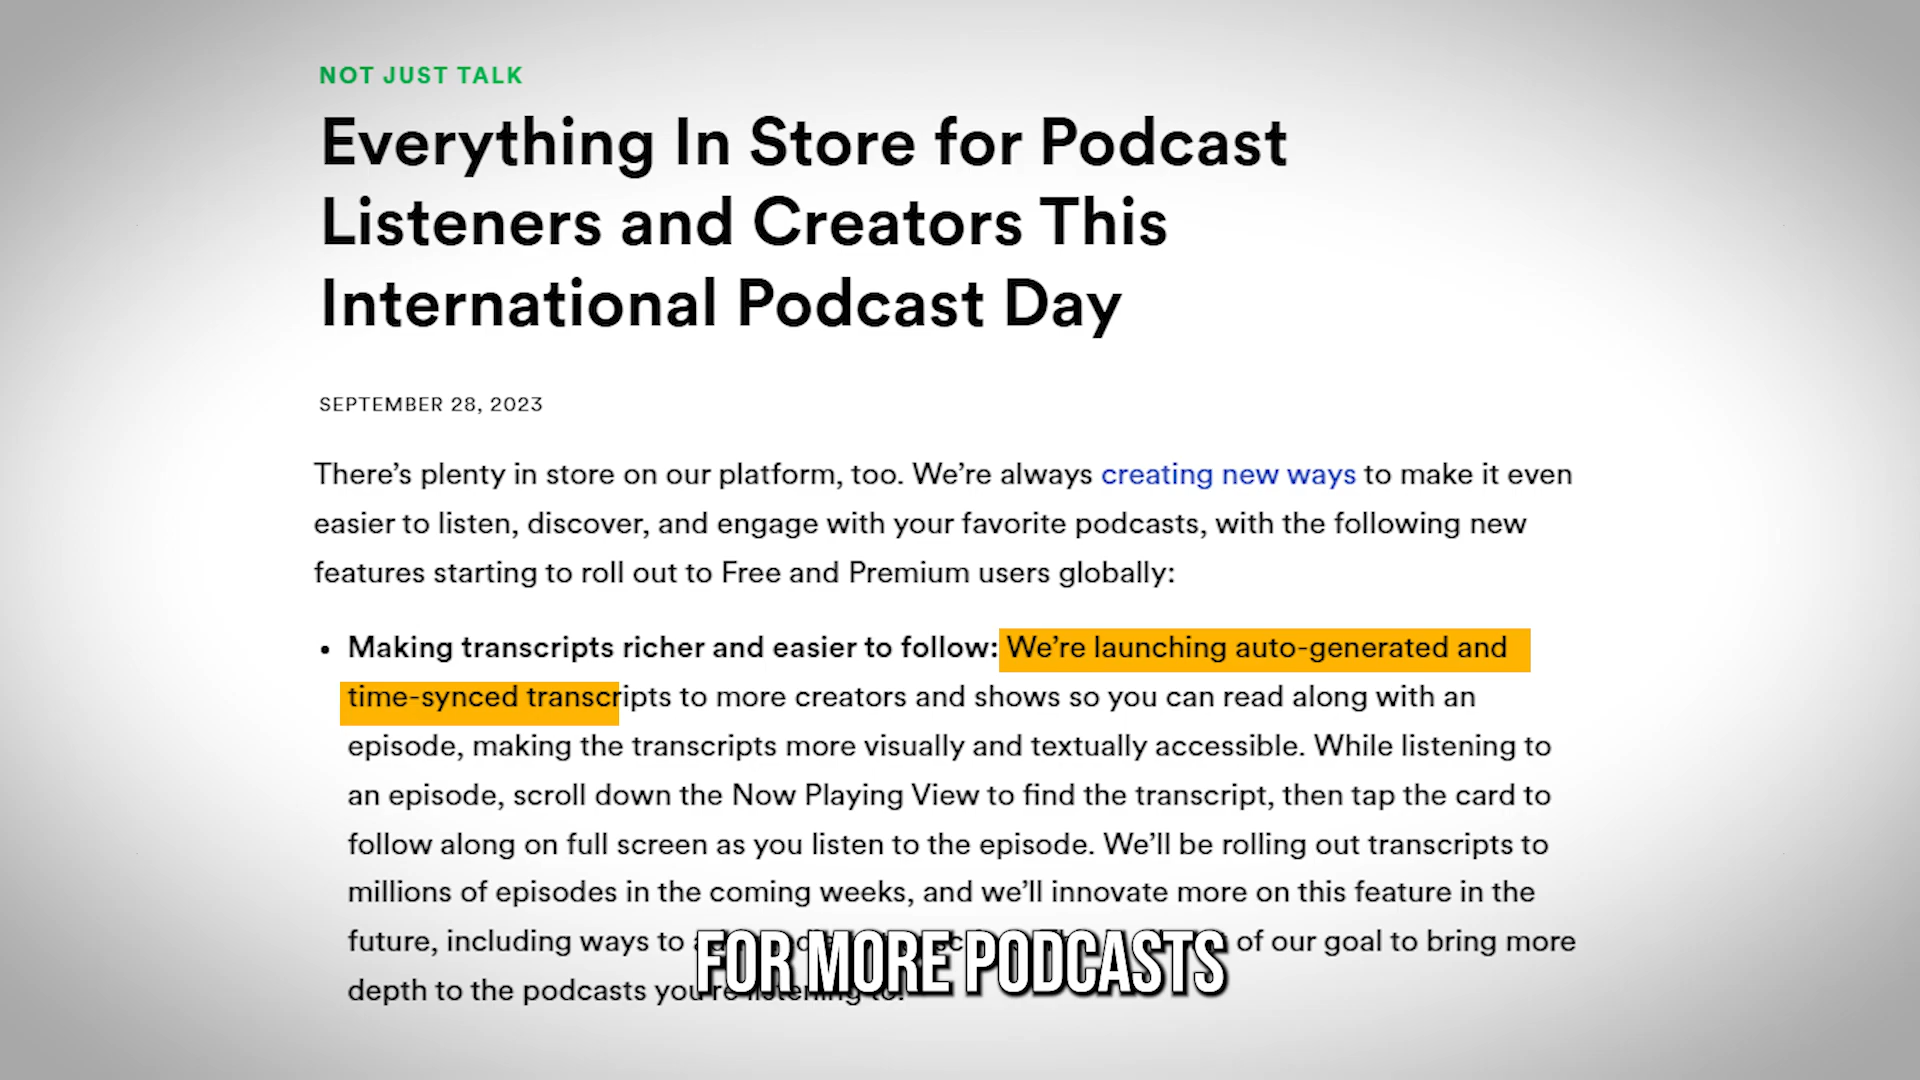 NOT JUST TALK
Everything In Store for Podcast
Listeners and Creators This
International Podcast Day
SEPTEMBER 28, 2023
There’s plenty in store on our platform, too. We’re always creating new ways to make it even
easier to listen, discover, and engage with your favorite podcasts, with the following new
features starting to roll out to Free and Premium users globally:
• Making transcripts richer and easier to follow: We’re launching auto-generated and
time-synced transcripts to more creators and shows so you can read along with an
episode, making the transcripts more visually and textually accessible. While listening to
an episode, scroll down the Now Playing View to find the transcript, then tap the card to
follow along on full screen as you listen to the episode. We’ll be rolling out transcripts to
millions of episodes in the coming weeks, and we’ll innovate more on this feature in the
future, including ways to of our goal to bring more
depth to the podcasts you’re listening to.
FOR MORE PODCASTS